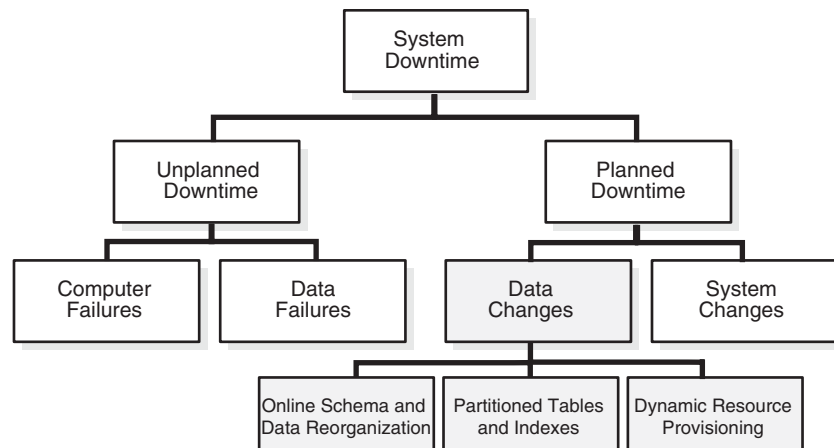 System
Downtime
Unplanned
Downtime
Planned
Downtime
Computer
Failures
Data
Failures
Data
Changes
System
Changes
Online Schema and
Data Reorganization
Partitioned Tables
and Indexes
Dynamic Resource
Provisioning